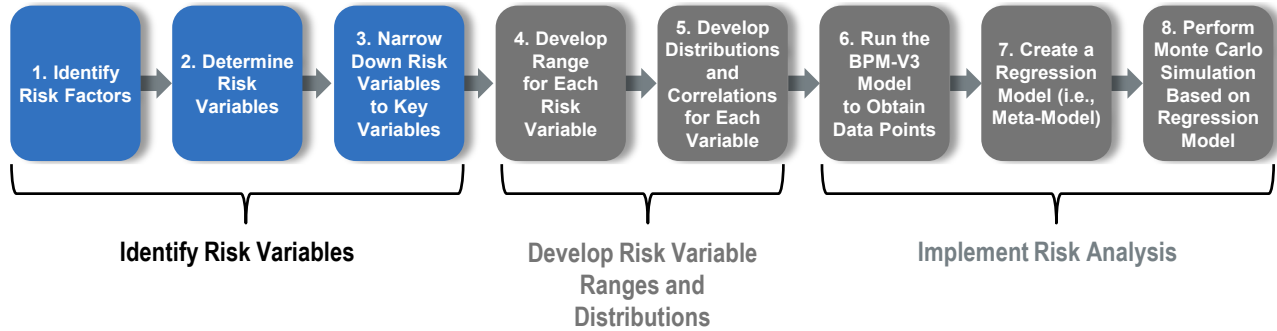 1. Identify
Risk Factors
2. Determine
Risk
Variables
3. Narrow
Down Risk
Variables
to Key
Variables
4. Develop
Range
for Each
Risk
Variable
5. Develop
Distributions
and
Correlations
for Each
Variable
6. Run the
BPM-V3
Model
to Obtain
Data Points
7. Create a
Regression
Model (i.e.,
Meta-Model)
8. Perform
Monte Carlo
Simulation
Based on
Regression
Model
Identify Risk Variables
Develop Risk Variable
Ranges and
Distributions
Implement Risk Analysis